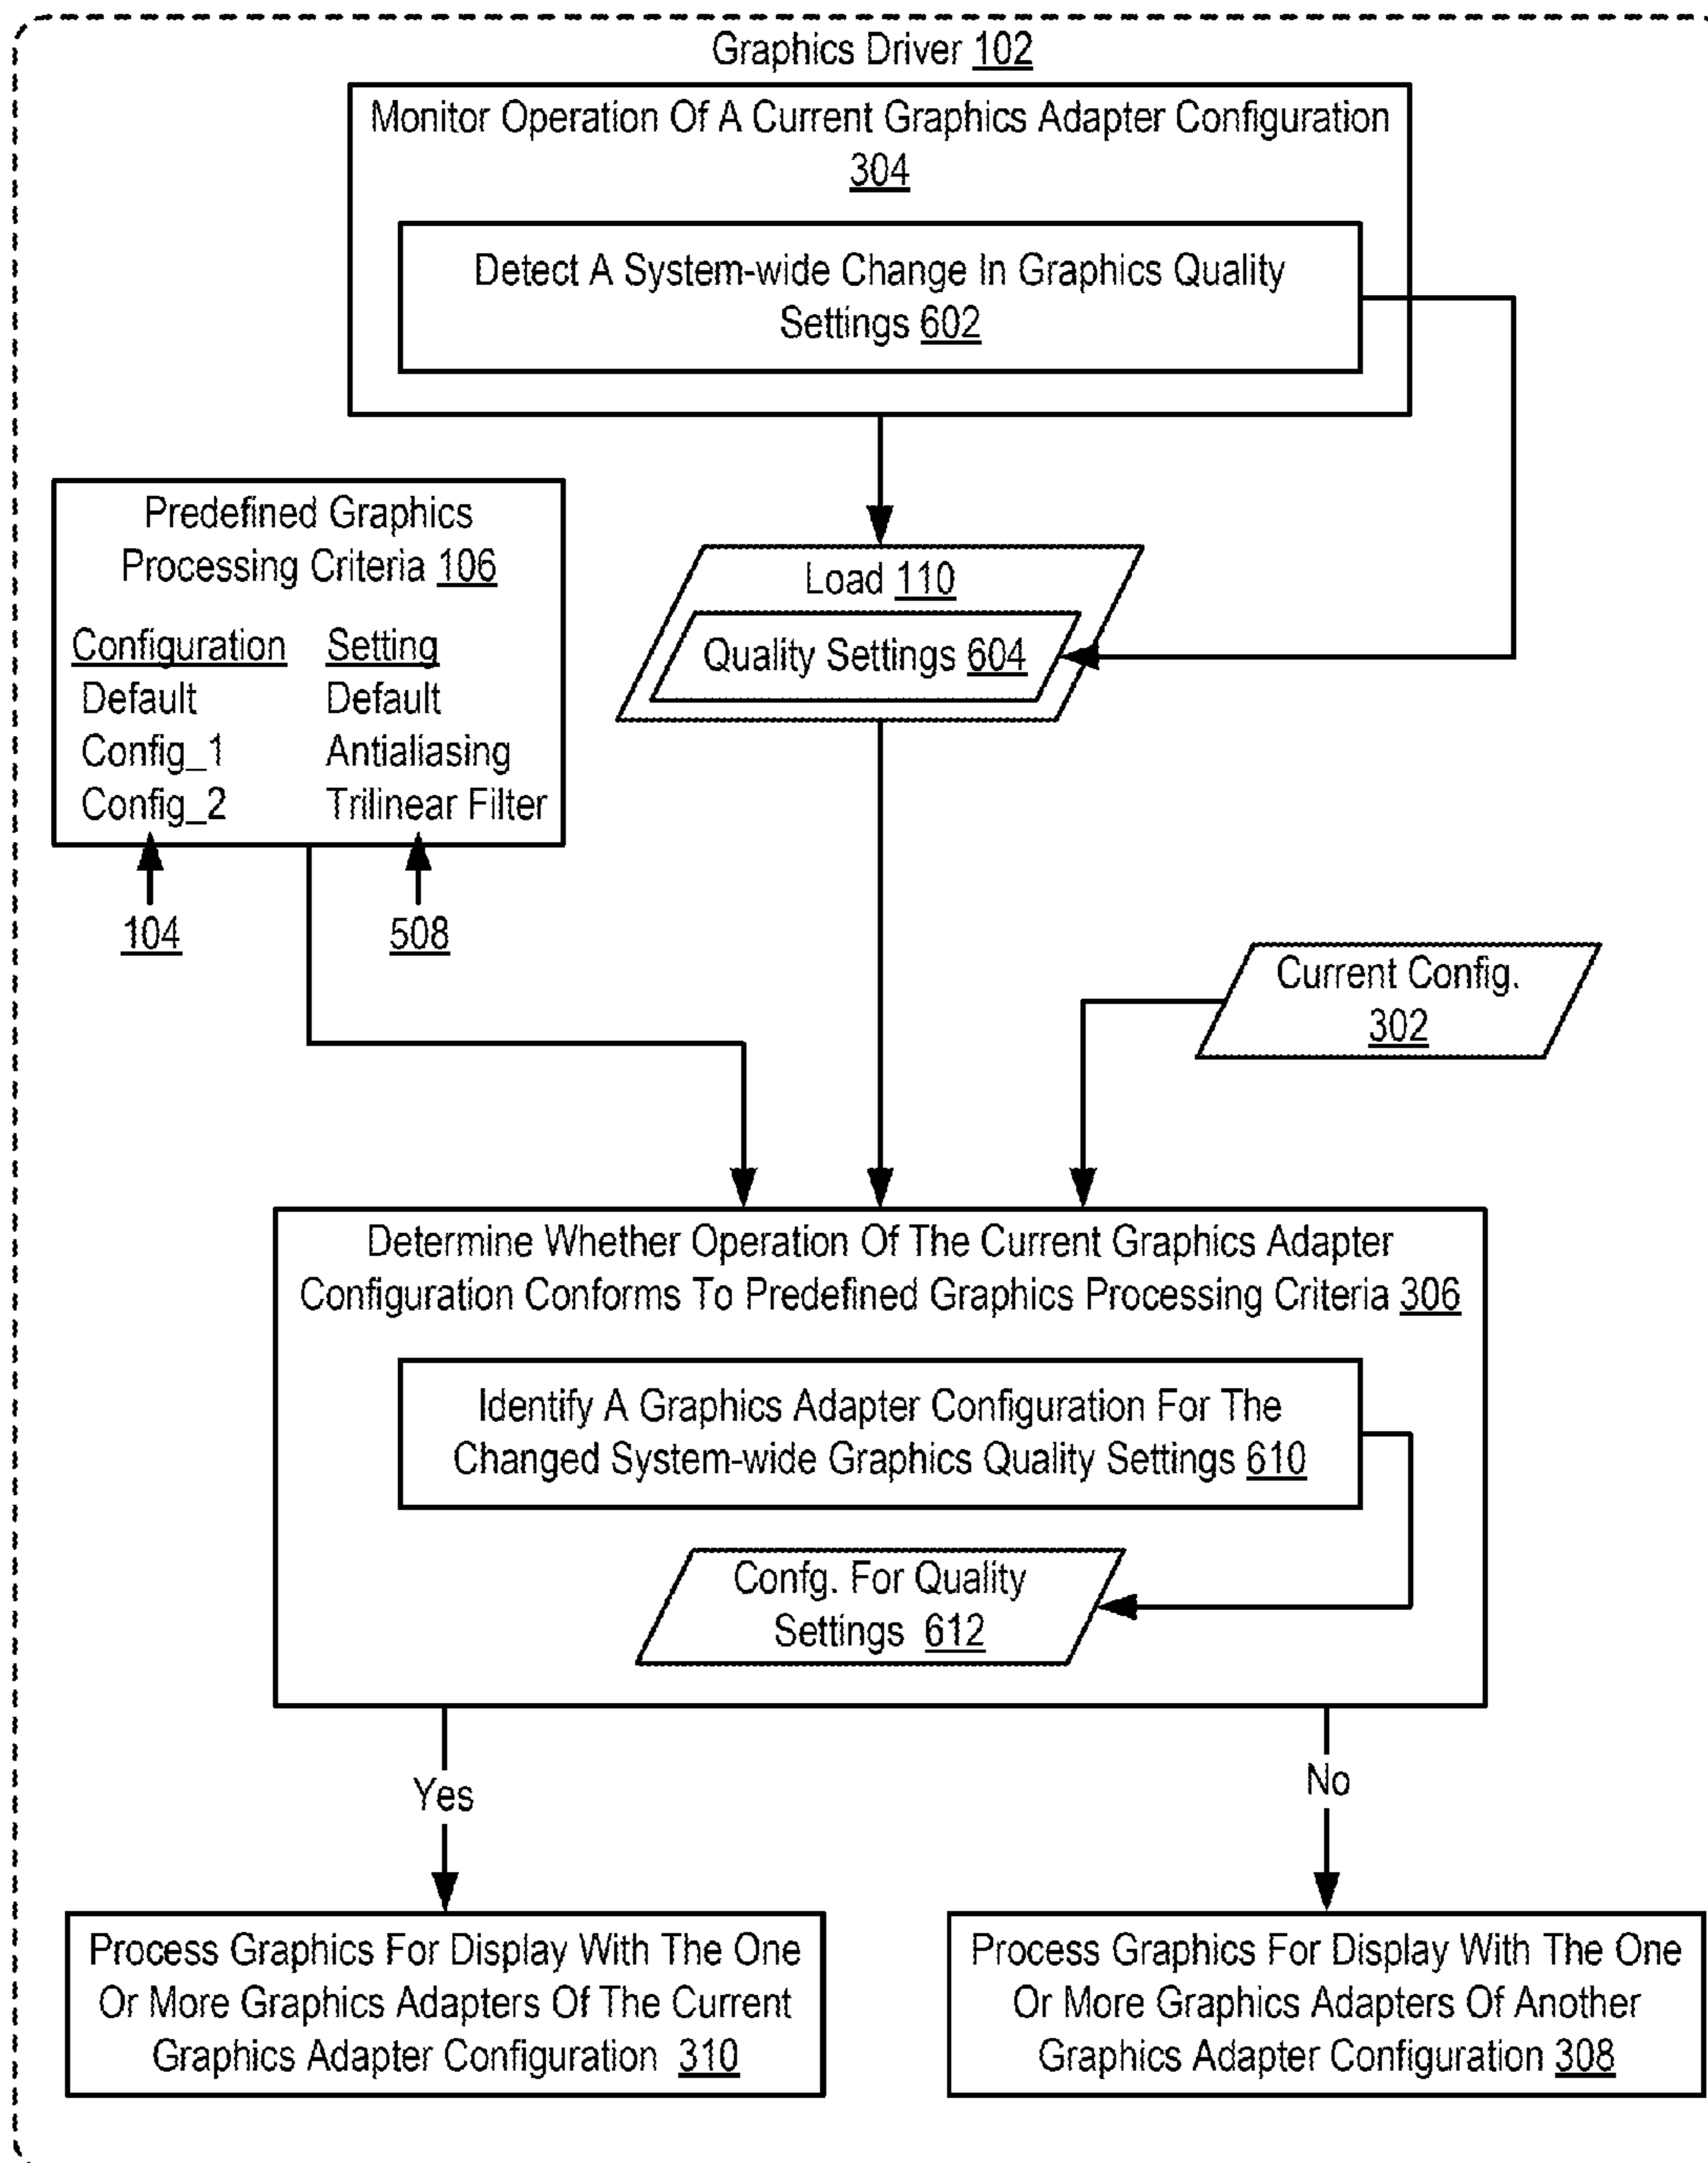 Graphics Driver 102
Monitor Operation Of A Current Graphics Adapter Configuration
304
Detect A System-wide Change In Graphics Quality
Settings 602
Predefined Graphics
Processing Criteria 106
Configuration Setting
Default Default
Config_1 Antialiasing
Config_2 Trilinear Filter
104 508
Load 110
Quality Settings 604
Current Config.
302
Determine Whether Operation Of The Current Graphics Adapter
Configuration Conforms To Predefined Graphics Processing Criteria 306
Identify A Graphics Adapter Configuration For The
Changed System-wide Graphics Quality Settings 610
Confg. For Quality
Settings 612
Yes
No
Process Graphics For Display With The One
Or More Graphics Adapters Of The Current
Graphics Adapter Configuration 310
Process Graphics For Display With The One
Or More Graphics Adapters Of Another
Graphics Adapter Configuration 308